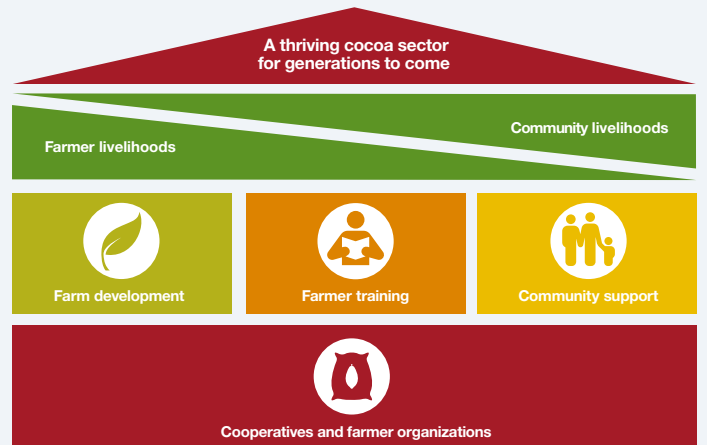 A thriving cocoa sector
for generations to come
Community livelihoods
Farmer livelihoods
Farm development
Farmer training
Community support
Cooperatives and farmer organizations